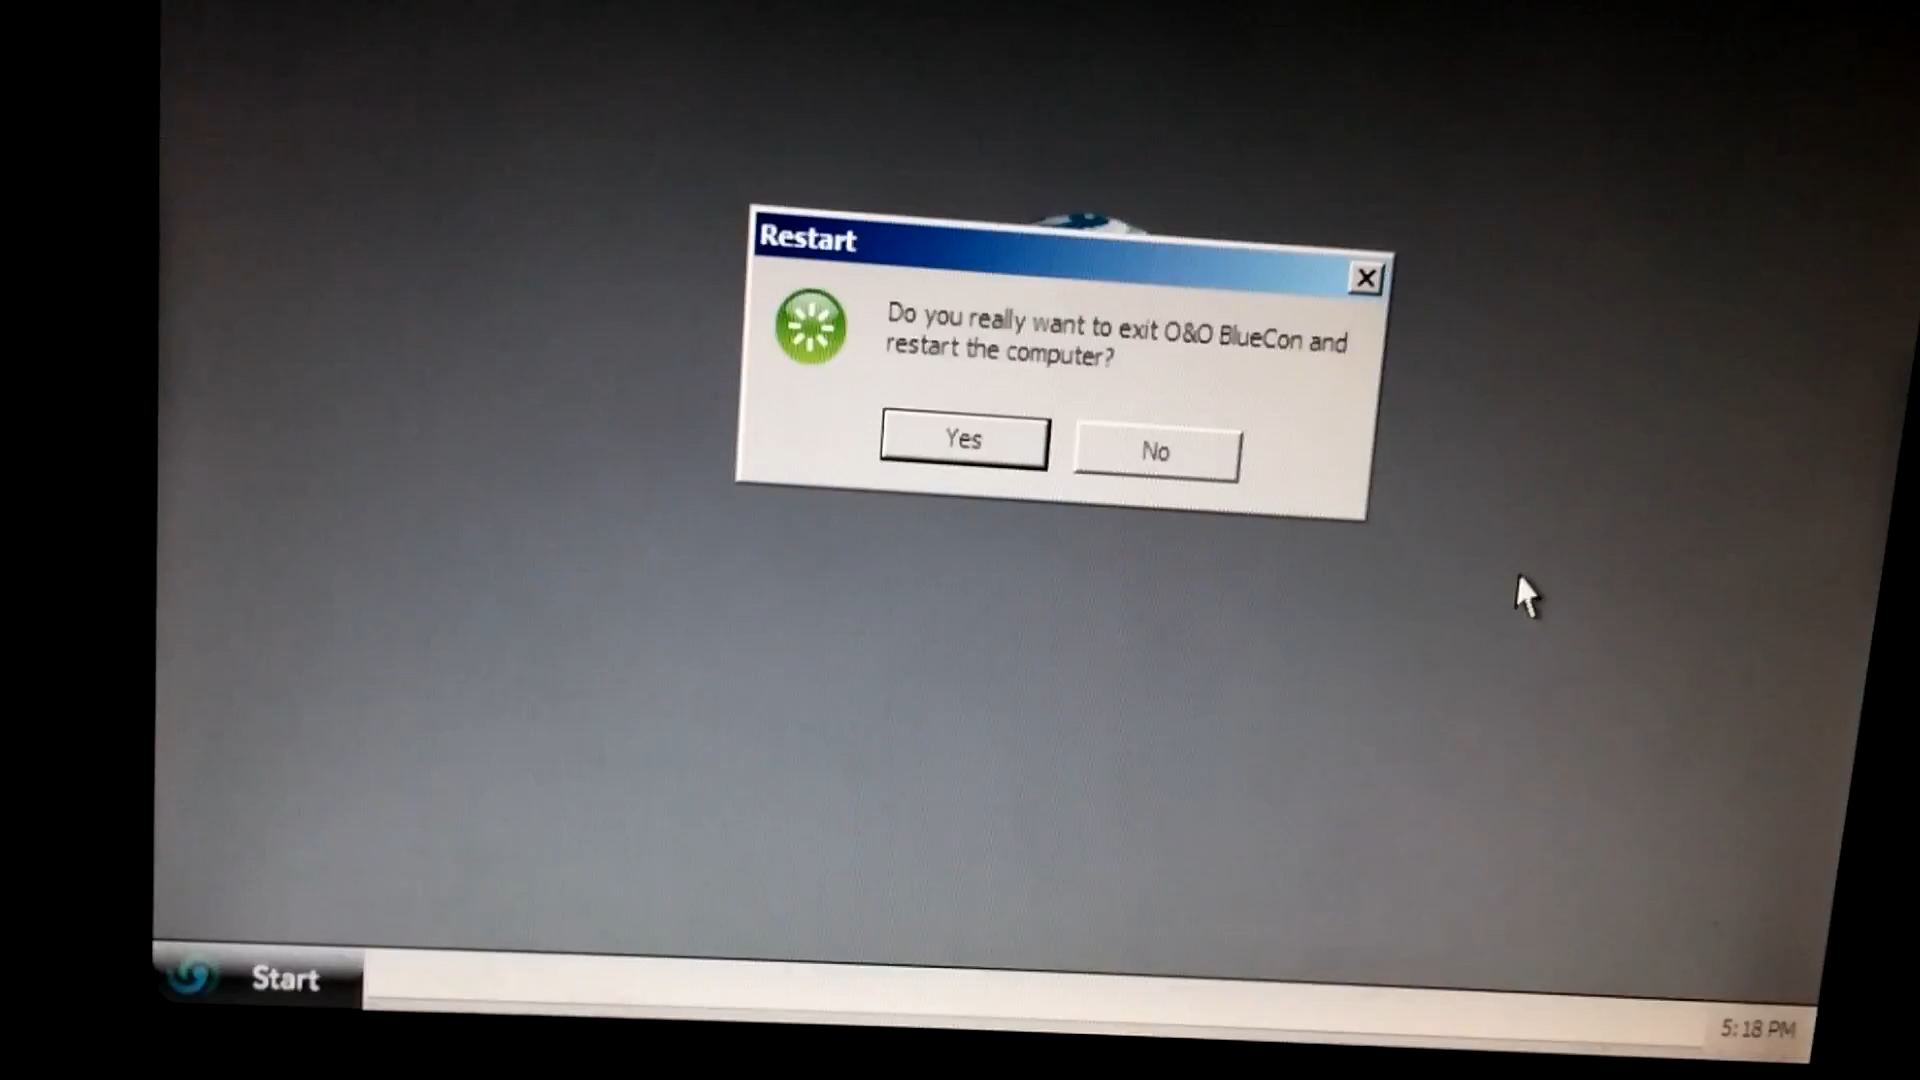 Restart
Do you really want to exit O&O BlueCon and
restart the computer?
Yes
No
Start
5:18 PM